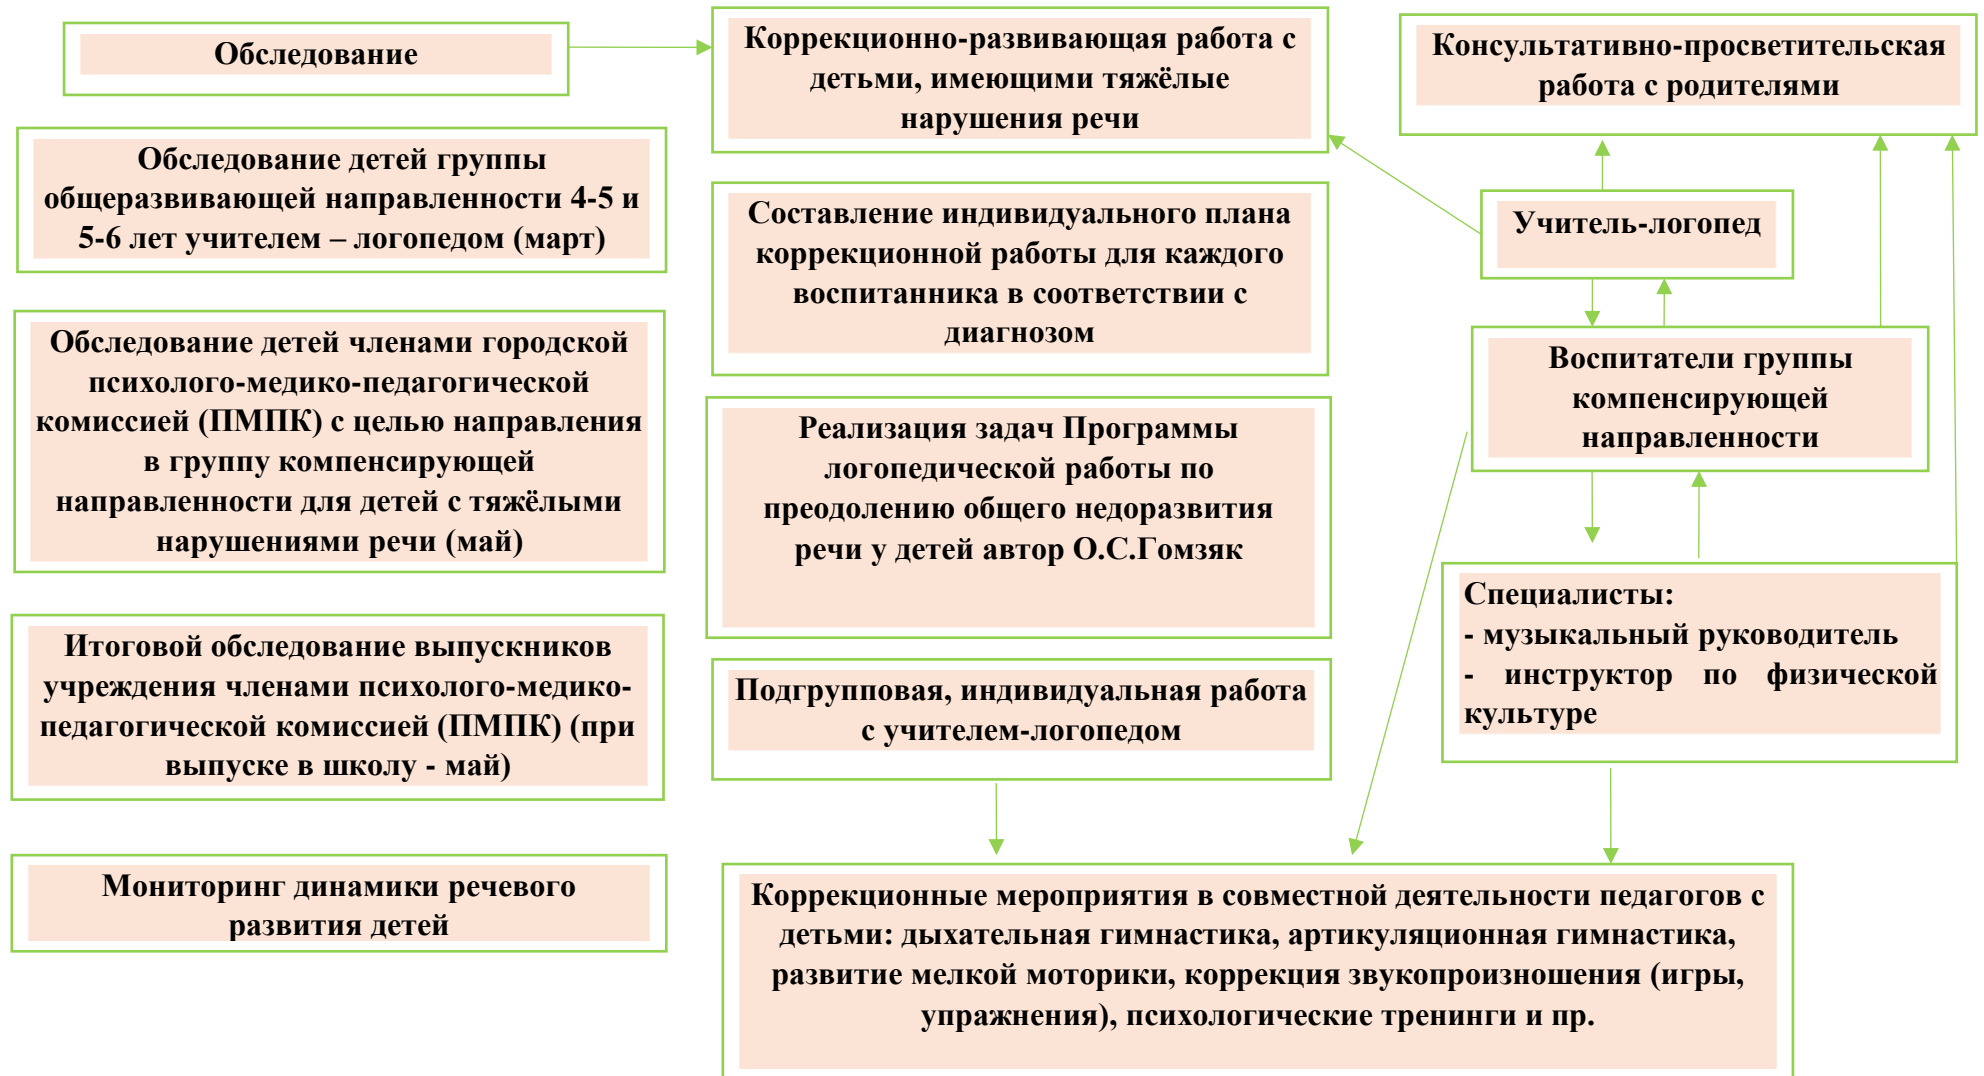 Обследование
Обследование детей группы
общеразвивающей направленности 4-5 и
5-6 лет учителем – логопедом (март)
Обследование детей членами городской
психолого-медико-педагогической
комиссией (ПМПК) с целью направления
в группу компенсирующей
направленности для детей с тяжёлыми
нарушениями речи (май)
Итоговой обследование выпускников
учреждения членами психолого-медико-
педагогической комиссией (ПМПК) (при
выпуске в школу - май)
Мониторинг динамики речевого
развития детей
Коррекционно-развивающая работа с
детьми, имеющими тяжёлые
нарушения речи
Составление индивидуального плана
коррекционной работы для каждого
воспитанника в соответствии с
диагнозом
Реализация задач Программы
логопедической работы по
преодолению общего недоразвития
речи у детей автор О.С.Гомзяк
Подгрупповая, индивидуальная работа
с учителем-логопедом
Консультативно-просветительская
работа с родителями
Учитель-логопед
Воспитатели группы
компенсирующей
направленности
Специалисты:
- музыкальный руководитель
- инструктор по физической
культуре
Коррекционные мероприятия в совместной деятельности педагогов с
детьми: дыхательная гимнастика, артикуляционная гимнастика,
развитие мелкой моторики, коррекция звукопроизношения (игры,
упражнения), психологические тренинги и пр.